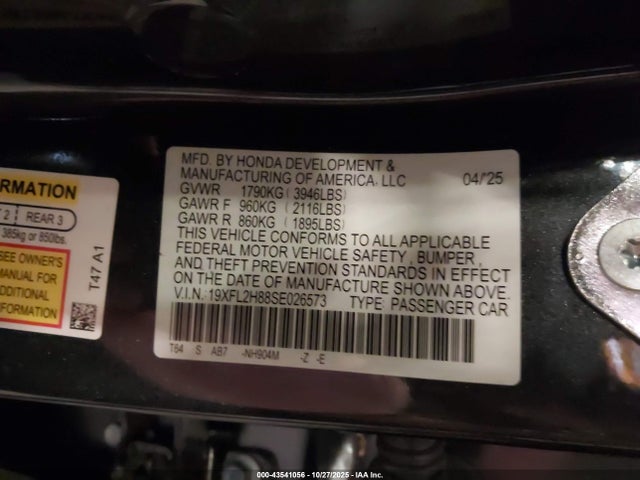 RMATION
2 | REAR 3
385kg or 850lbs.
SEE OWNER'S
MANUAL FOR
ADDITIONAL
INFORMATION
T47 A1
MFD. BY HONDA DEVELOPMENT &
MANUFACTURING OF AMERICA, LLC 04/'25
GVWR 1790KG (3946LBS)
GAWR F 960KG (2116LBS)
GAWR R 860KG (1895LBS)
THIS VEHICLE CONFORMS TO ALL APPLICABLE
FEDERAL MOTOR VEHICLE SAFETY, BUMPER,
AND THEFT PREVENTION STANDARDS IN EFFECT
ON THE DATE OF MANUFACTURE SHOWN ABOVE.
V.I.N.: 19XFL2H88SE026573 TYPE: PASSENGER CAR
T64 S AB7 -NH904M -Z -E
000-43541056 - 10/27/2025 - IAA Inc.